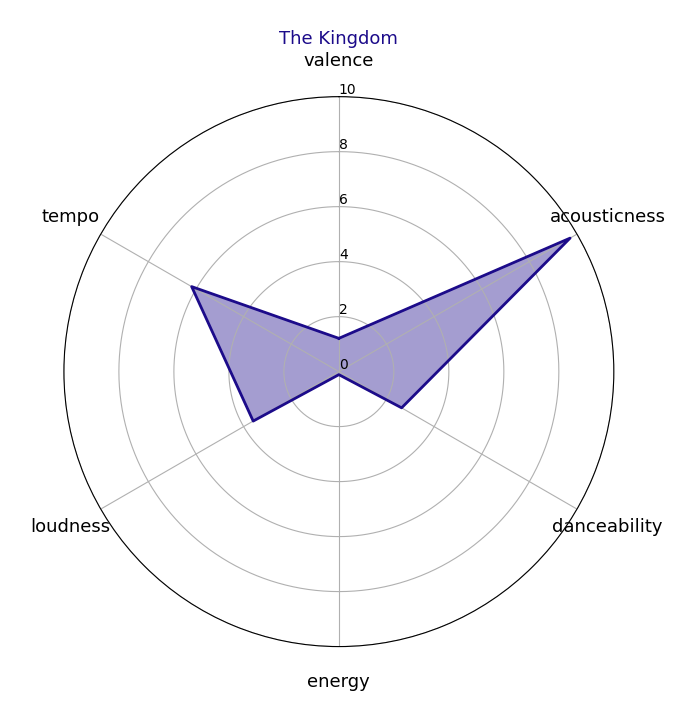 The Kingdom
valence
10
8
tempo
6
acousticness
4
2
0
loudness
danceability
energy